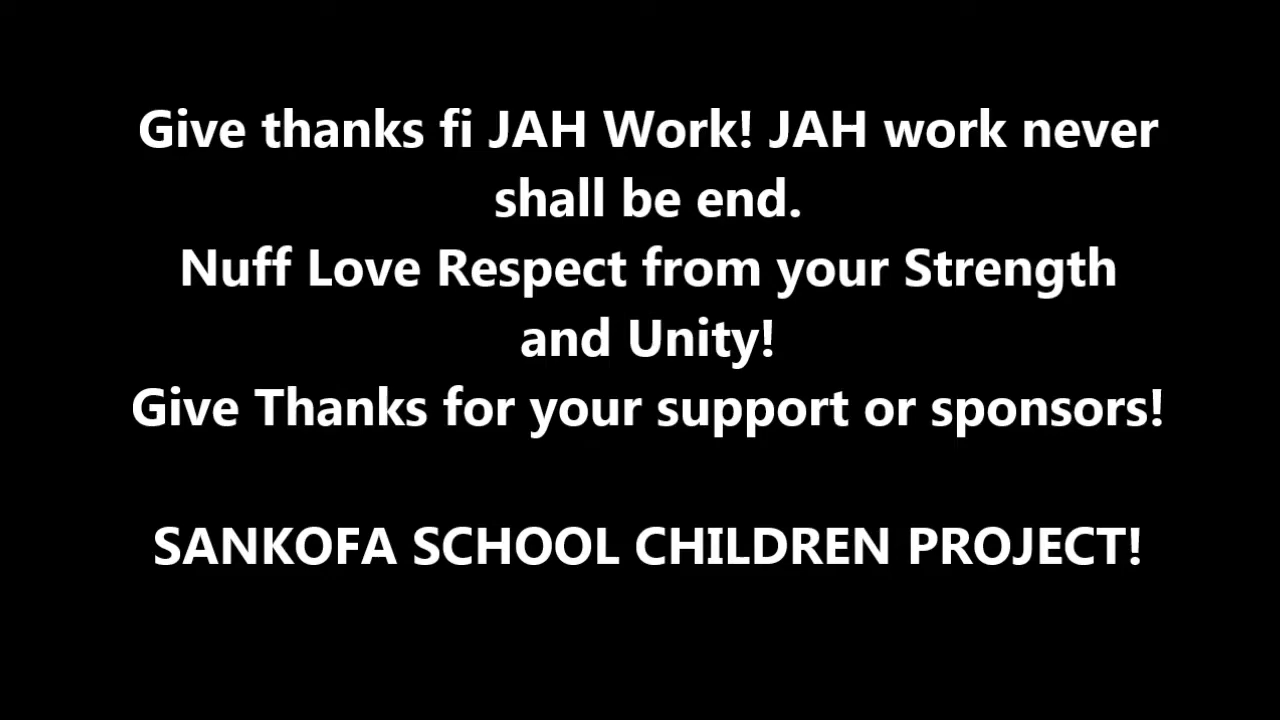 Give thanks fi JAH Work! JAH work never
shall be end.
Nuff Love Respect from your Strength
and Unity!
Give Thanks for your support or sponsors!
SANKOFA SCHOOL CHILDREN PROJECT!